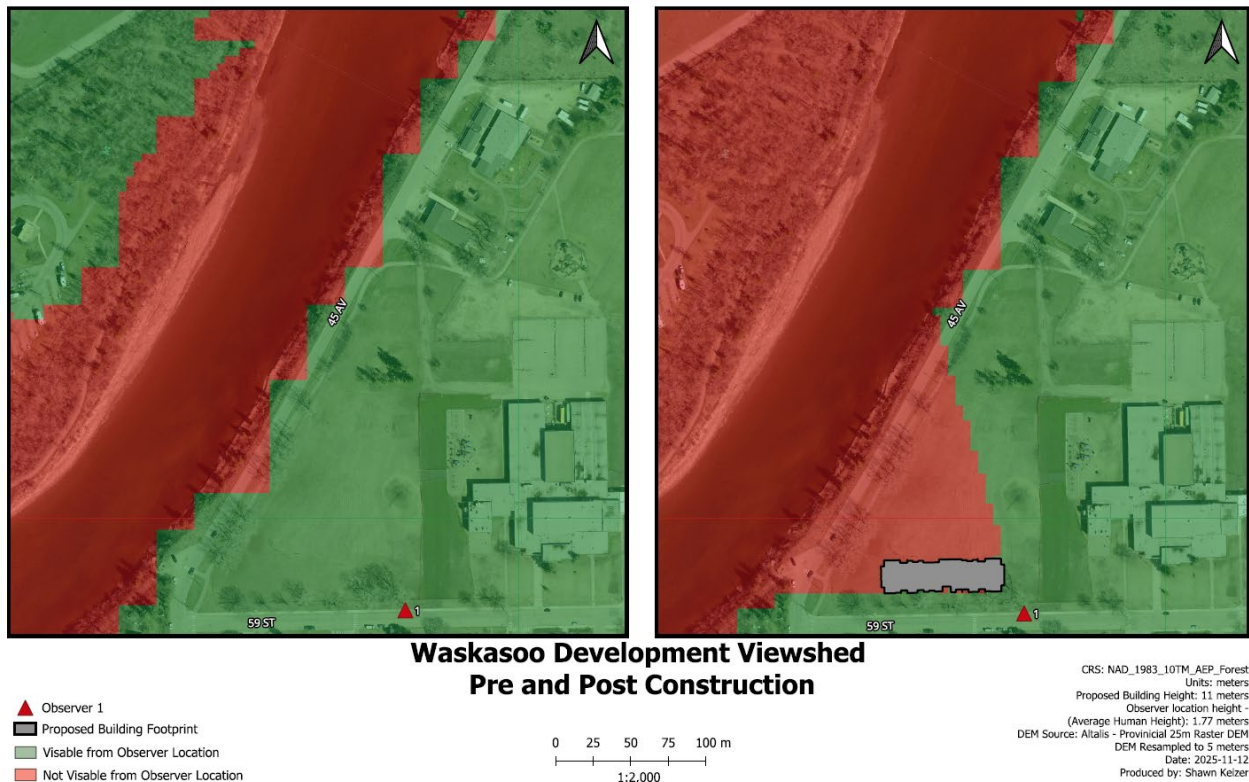 45 AV
1
59 ST
45 AV
1
59 ST
Waskasoo Development Viewshed
Pre and Post Construction
Observer 1
Proposed Building Footprint
Visable from Observer Location
Not Visable from Observer Location
0 25 50 75 100 m
1:2,000
CRS: NAD_1983_10TM_AEP_Forest
Units: meters
Proposed Building Height: 11 meters
Observer location height -
(Average Human Height): 1.77 meters
DEM Source: Altalis - Provinicial 25m Raster DEM
DEM Resampled to 5 meters
Date: 2025-11-12
Produced by: Shawn Keizer